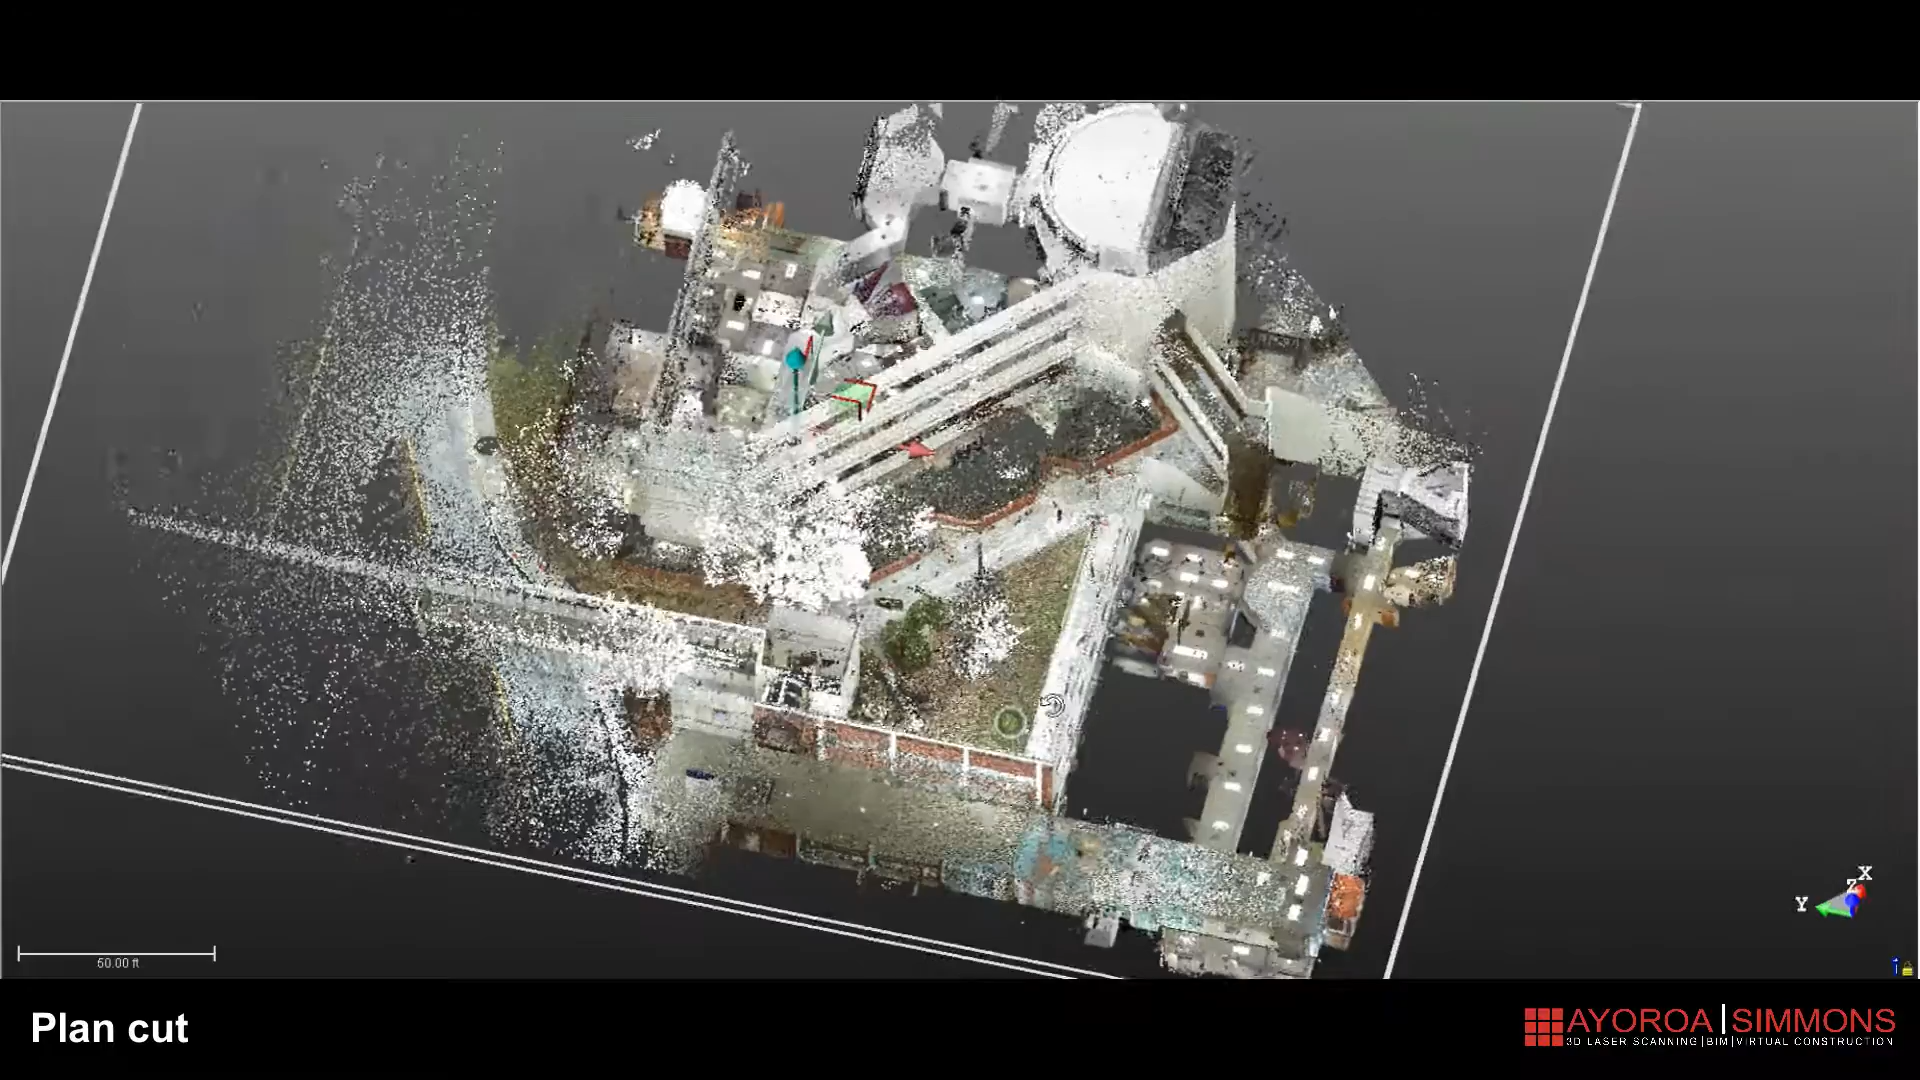 X
Z
Y
50.00 ft
Plan cut
AYOROA|SIMMONS
3D LASER SCANNING|BIM|VIRTUAL CONSTRUCTION